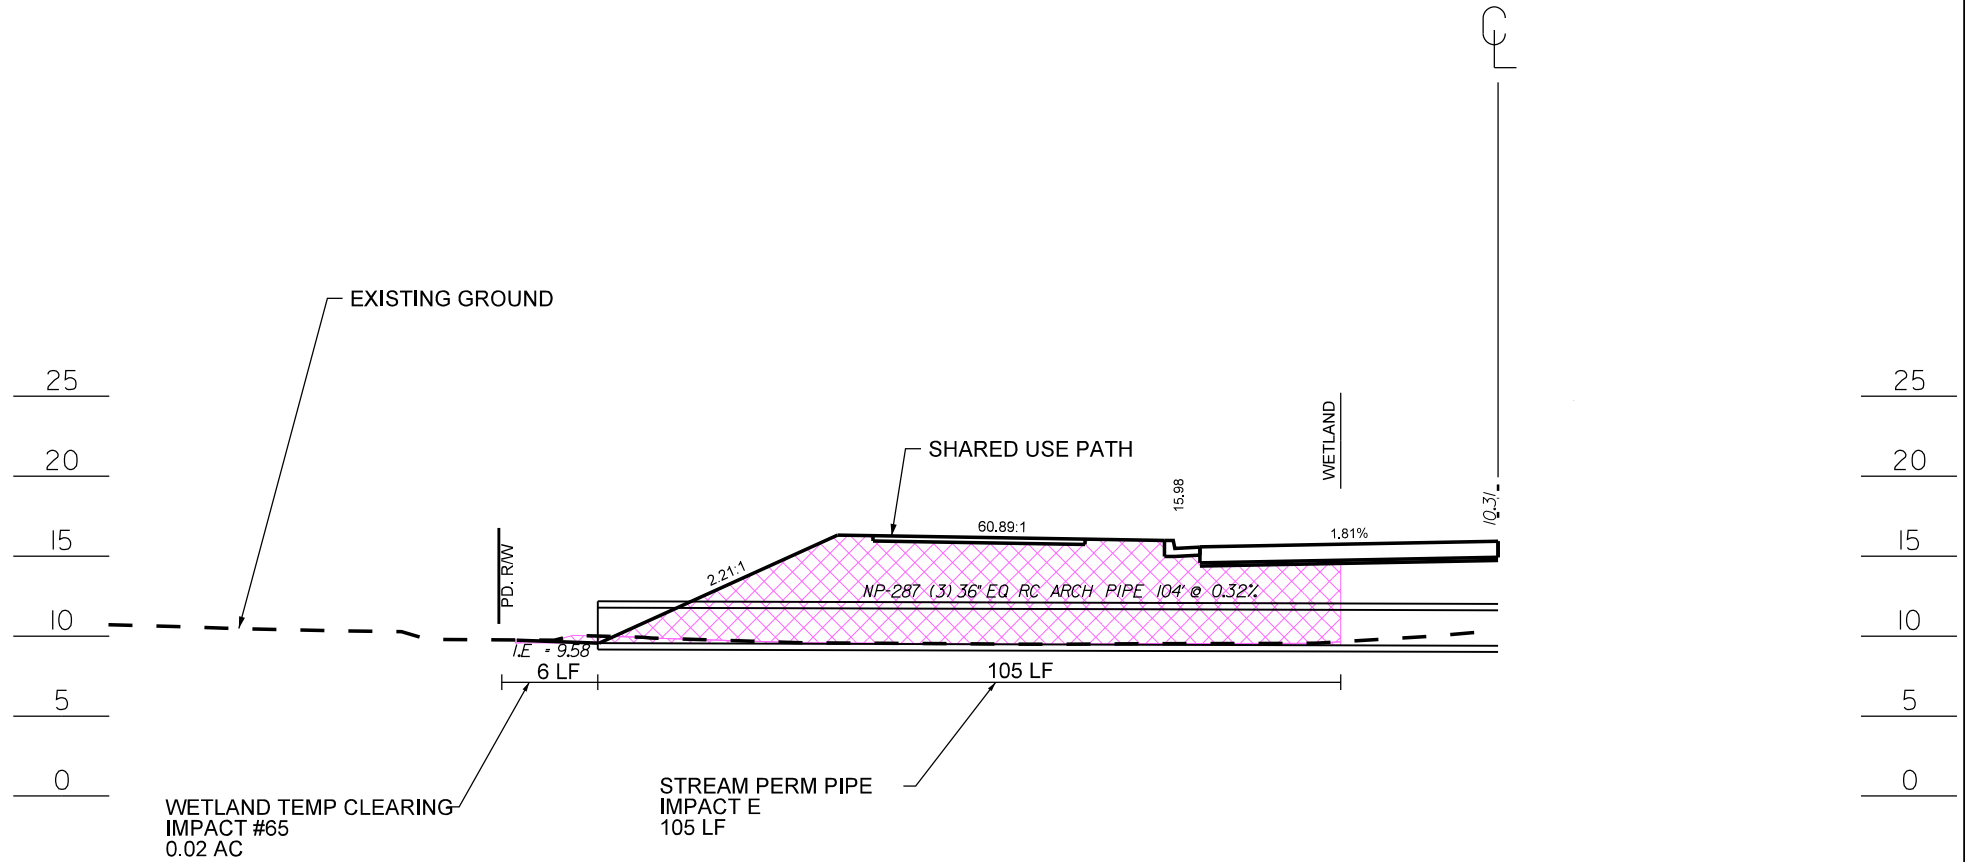 CL
EXISTING GROUND
25
25
WETLAND
SHARED USE PATH
20
20
15.98
10.31
60.89:1
1.81%
15
15
PD. R/W
2.21:1
NP-287 (3) 36" EQ RC ARCH PIPE 104' @ 0.32%
10
10
I.E = 9.58
6 LF
105 LF
5
5
0
0
STREAM PERM PIPE
IMPACT E
105 LF
WETLAND TEMP CLEARING
IMPACT #65
0.02 AC